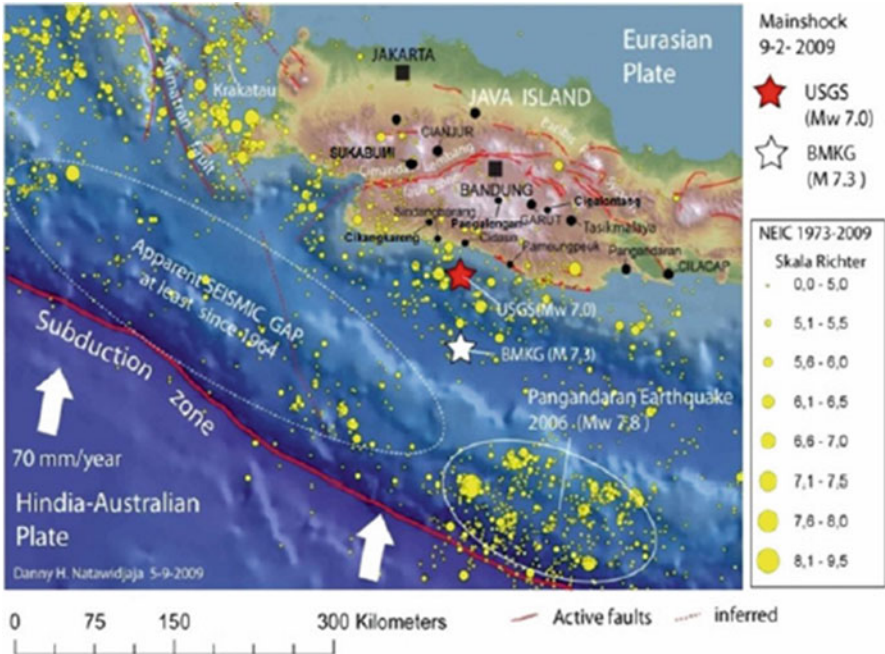 JAKARTA
Krakatau
Sumatran Fault
JAVA ISLAND
Eurasian
Plate
CIANJUR
SUKABUMI
BANDUNG
Cigalontang
Sindangbarang
Pangalengan
GARUT
Tasikmalaya
Cikangkareng
Pameungpeuk
Pangandaran
CILACAP
Apparent SEISMIC GAP
at least since 1964
USGS(Mw 7.0)
BMKG (M 7,3)
Subduction
zone
Pangandaran Earthquake
2006 (Mw 7,8 )
70 mm/year
Hindia-Australian
Plate
Danny H. Natawidjaja 5-9-2009
Mainshock
9-2- 2009
USGS
(Mw 7.0)
BMKG
(M 7.3 )
NEIC 1973-2009
Skala Richter
0,0 - 5,0
5,1 - 5,5
5,6 - 6,0
6,1 - 6,5
6,6 - 7,0
7,1 - 7,5
7,6 - 8,0
8,1 - 9,5
0 75 150 300 Kilometers
Active faults
inferred